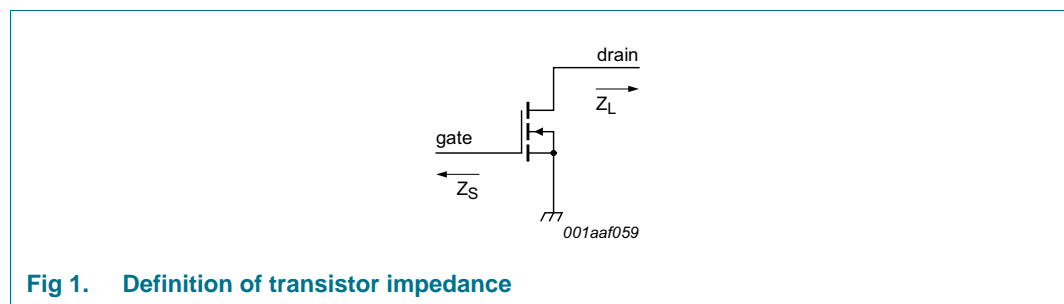 drain
Z_L
gate
Z_S
001aaf059
Fig 1. Definition of transistor impedance